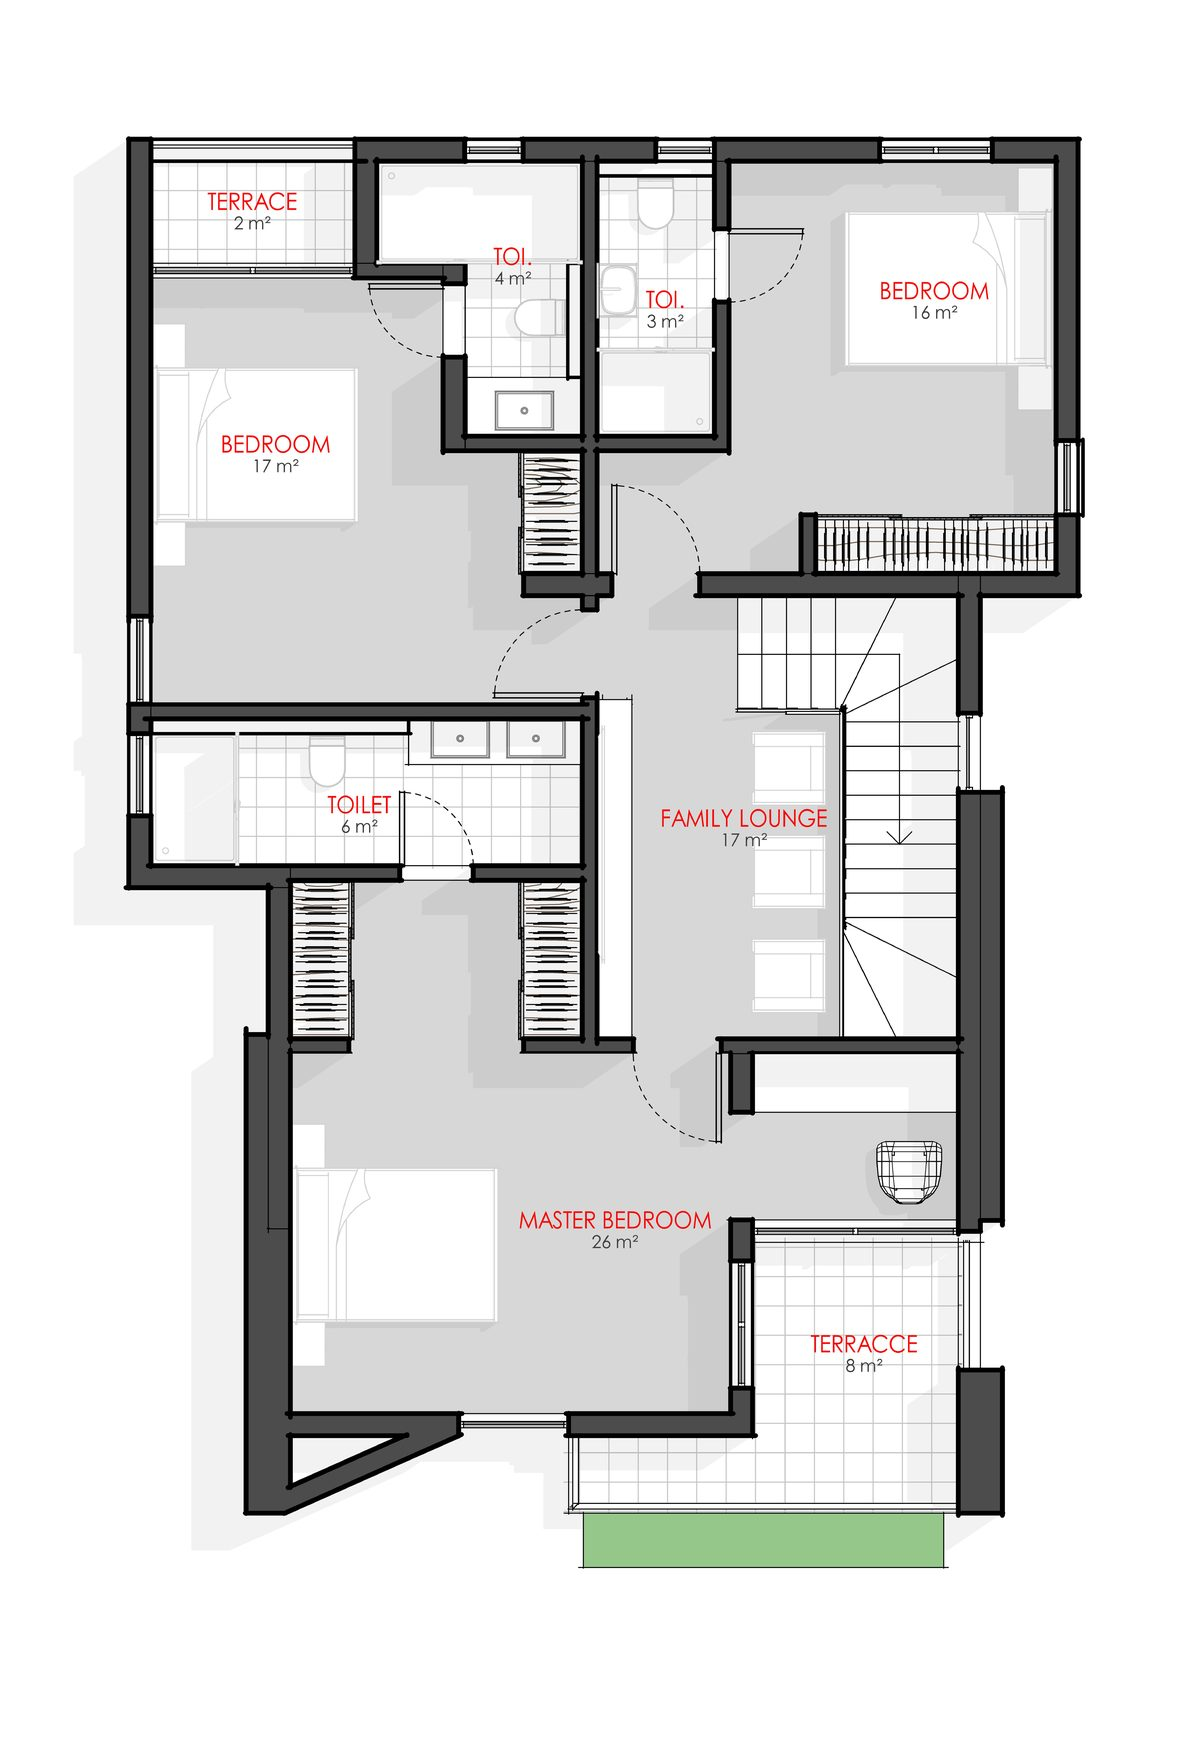 TERRACE
2 m²
TOI.
4 m²
TOI.
3 m²
BEDROOM
16 m²
BEDROOM
17 m²
TOILET
6 m²
FAMILY LOUNGE
17 m²
MASTER BEDROOM
26 m²
TERRACCE
8 m²